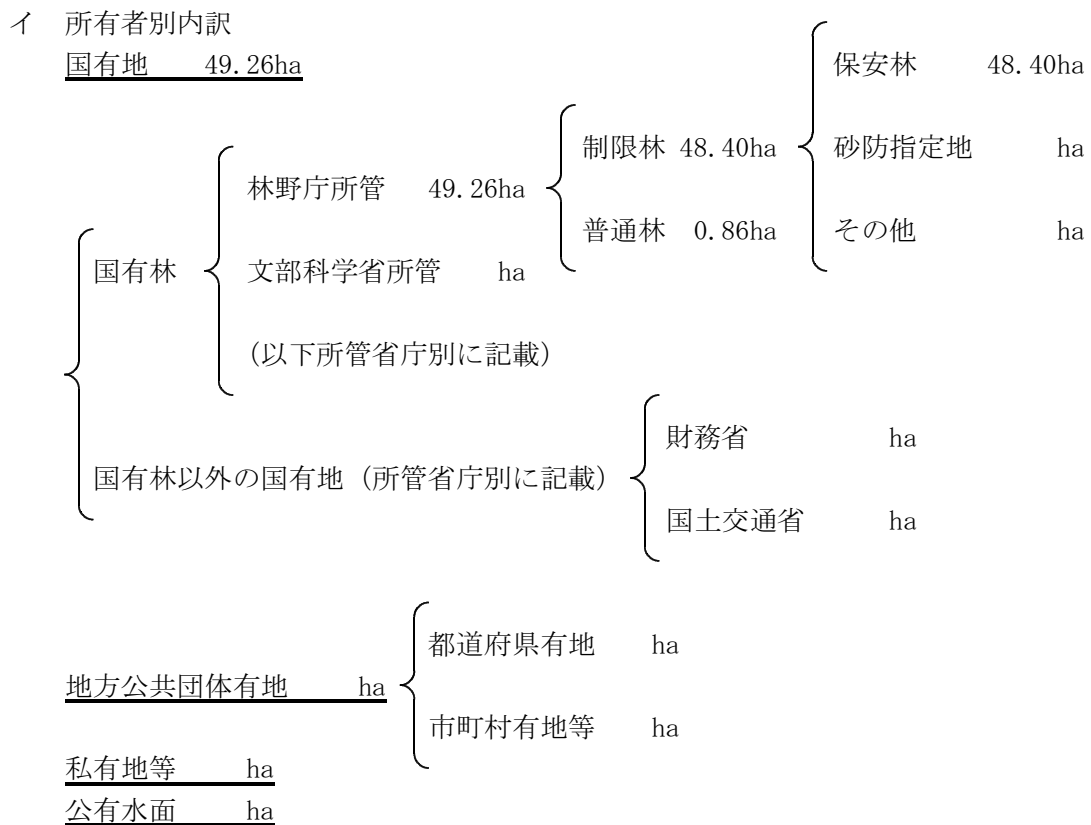 イ 所有者別内訳
国有地 49.26ha
保安林 48.40ha
制限林 48.40ha
砂防指定地 ha
林野庁所管 49.26ha
普通林 0.86ha
その他 ha
国有林
文部科学省所管 ha
(以下所管省庁別に記載)
財務省 ha
国有林以外の国有地(所管省庁別に記載)
国土交通省 ha
都道府県有地 ha
地方公共団体有地 ha
市町村有地等 ha
私有地等 ha
公有水面 ha